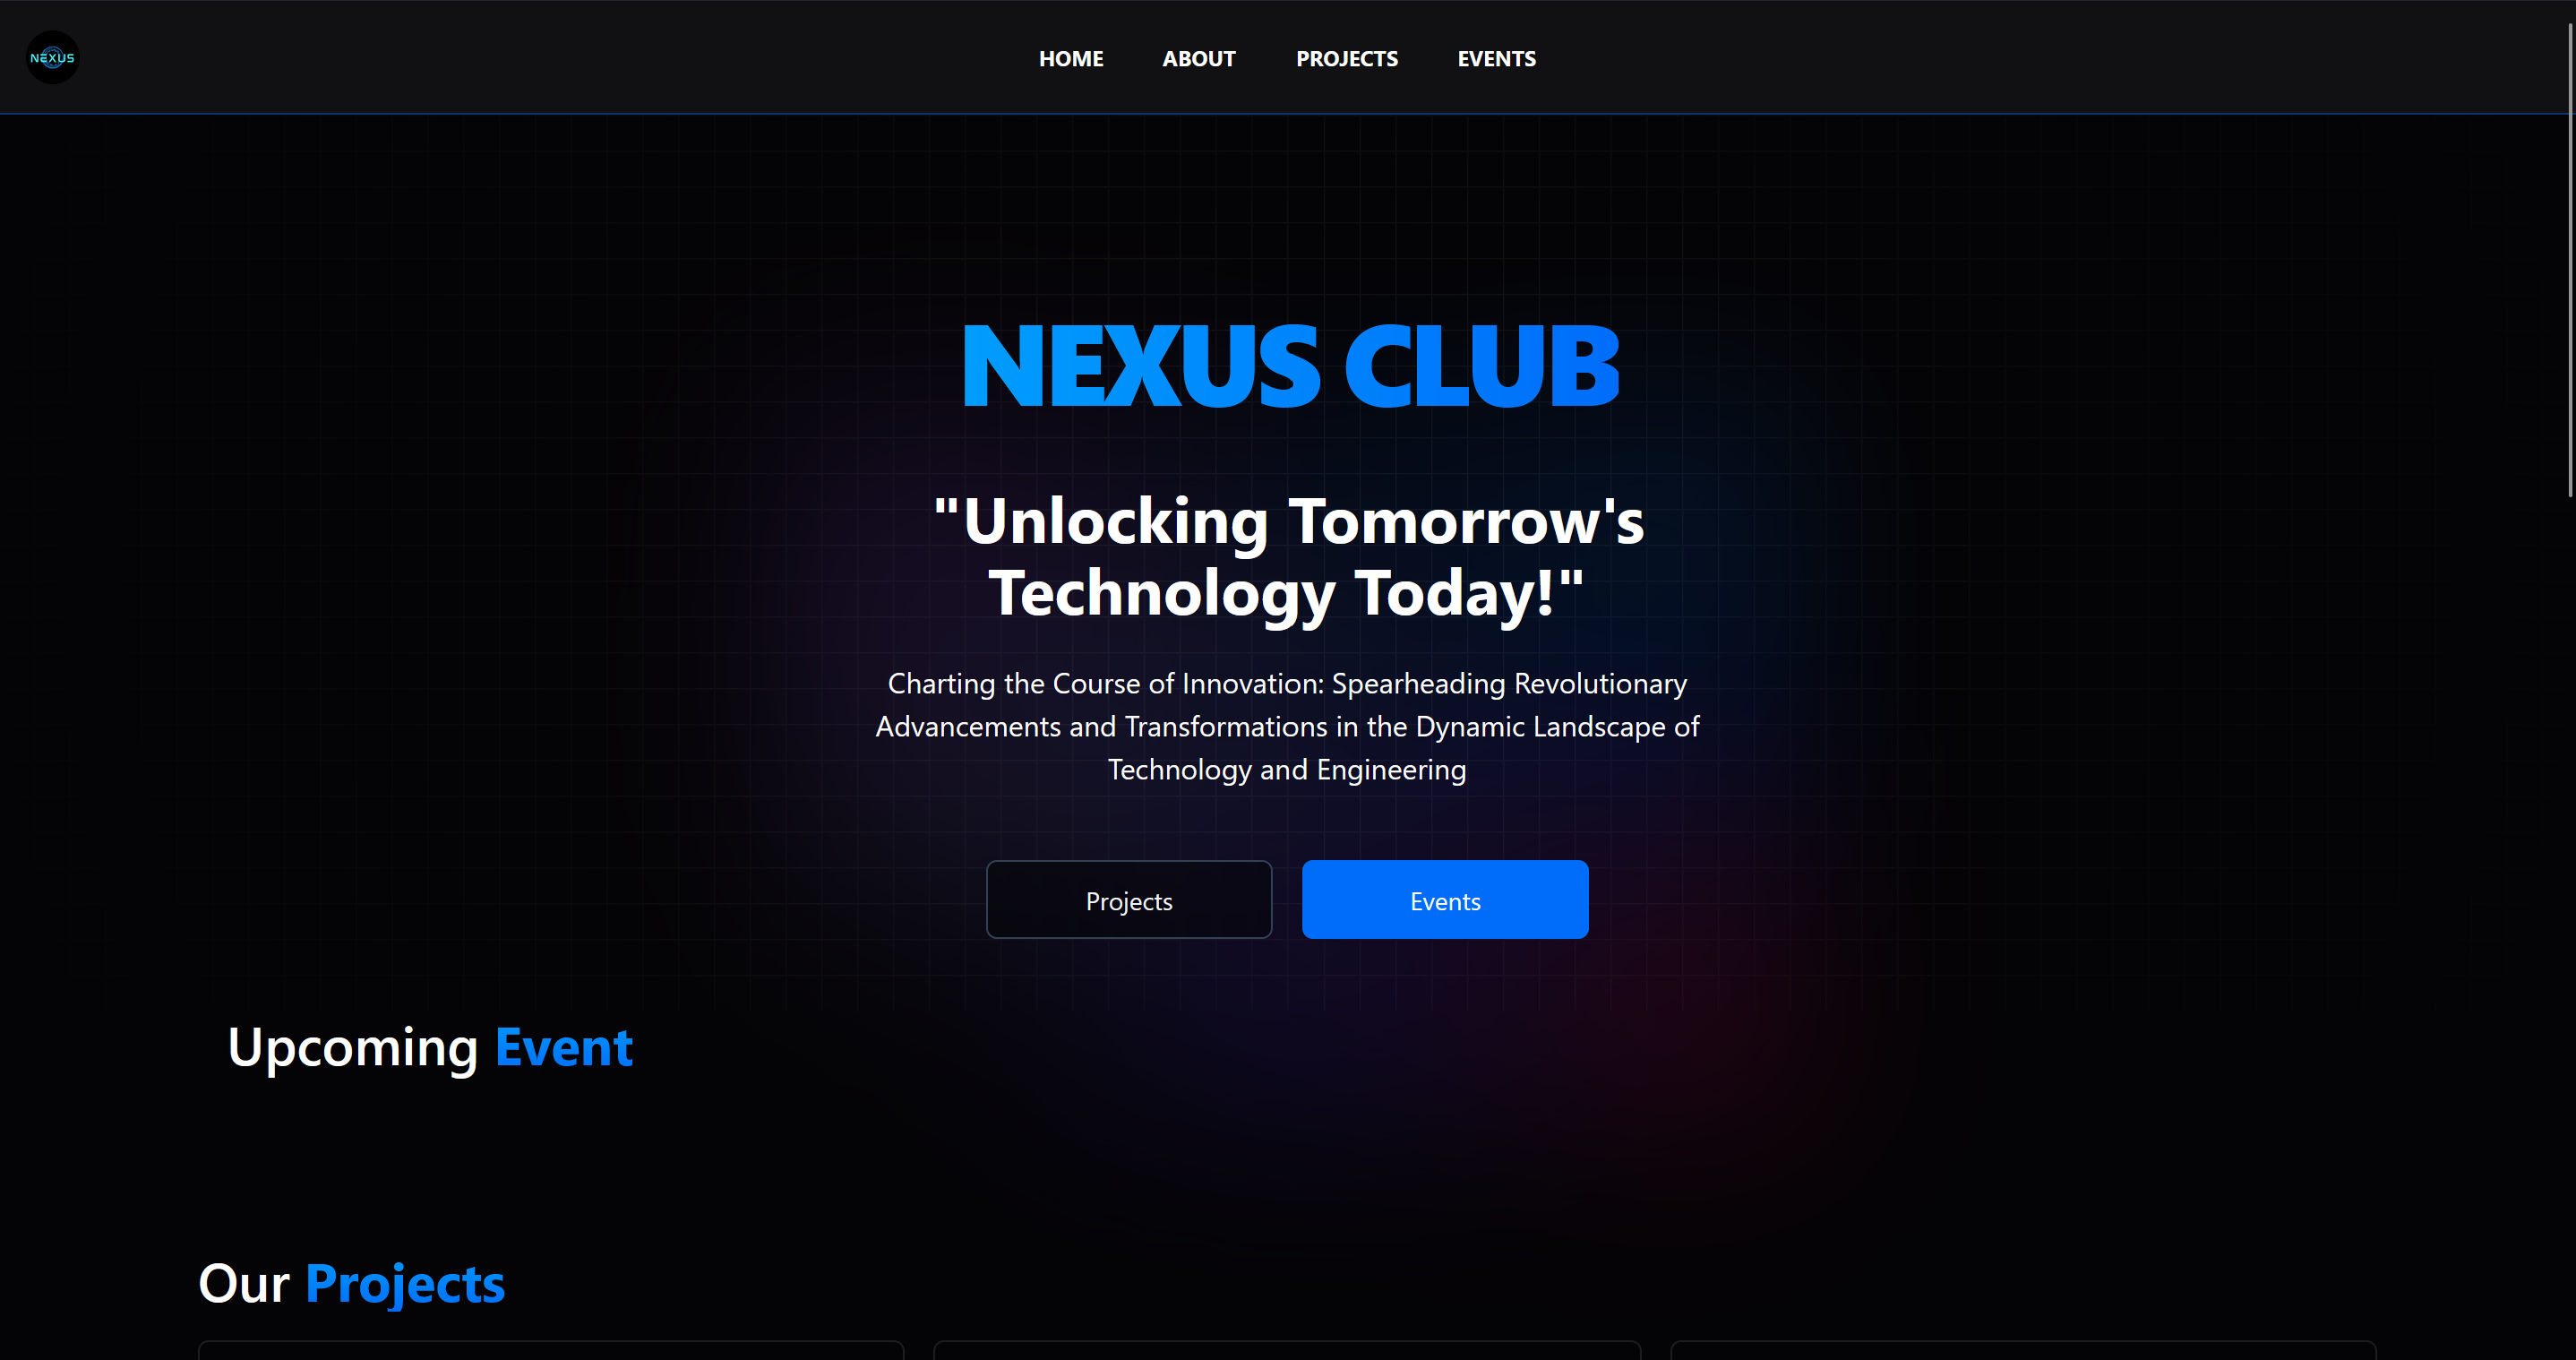 NEXUS
HOME ABOUT PROJECTS EVENTS
NEXUS CLUB
"Unlocking Tomorrow's
Technology Today!"
Charting the Course of Innovation: Spearheading Revolutionary
Advancements and Transformations in the Dynamic Landscape of
Technology and Engineering
Projects Events
Upcoming Event
Our Projects